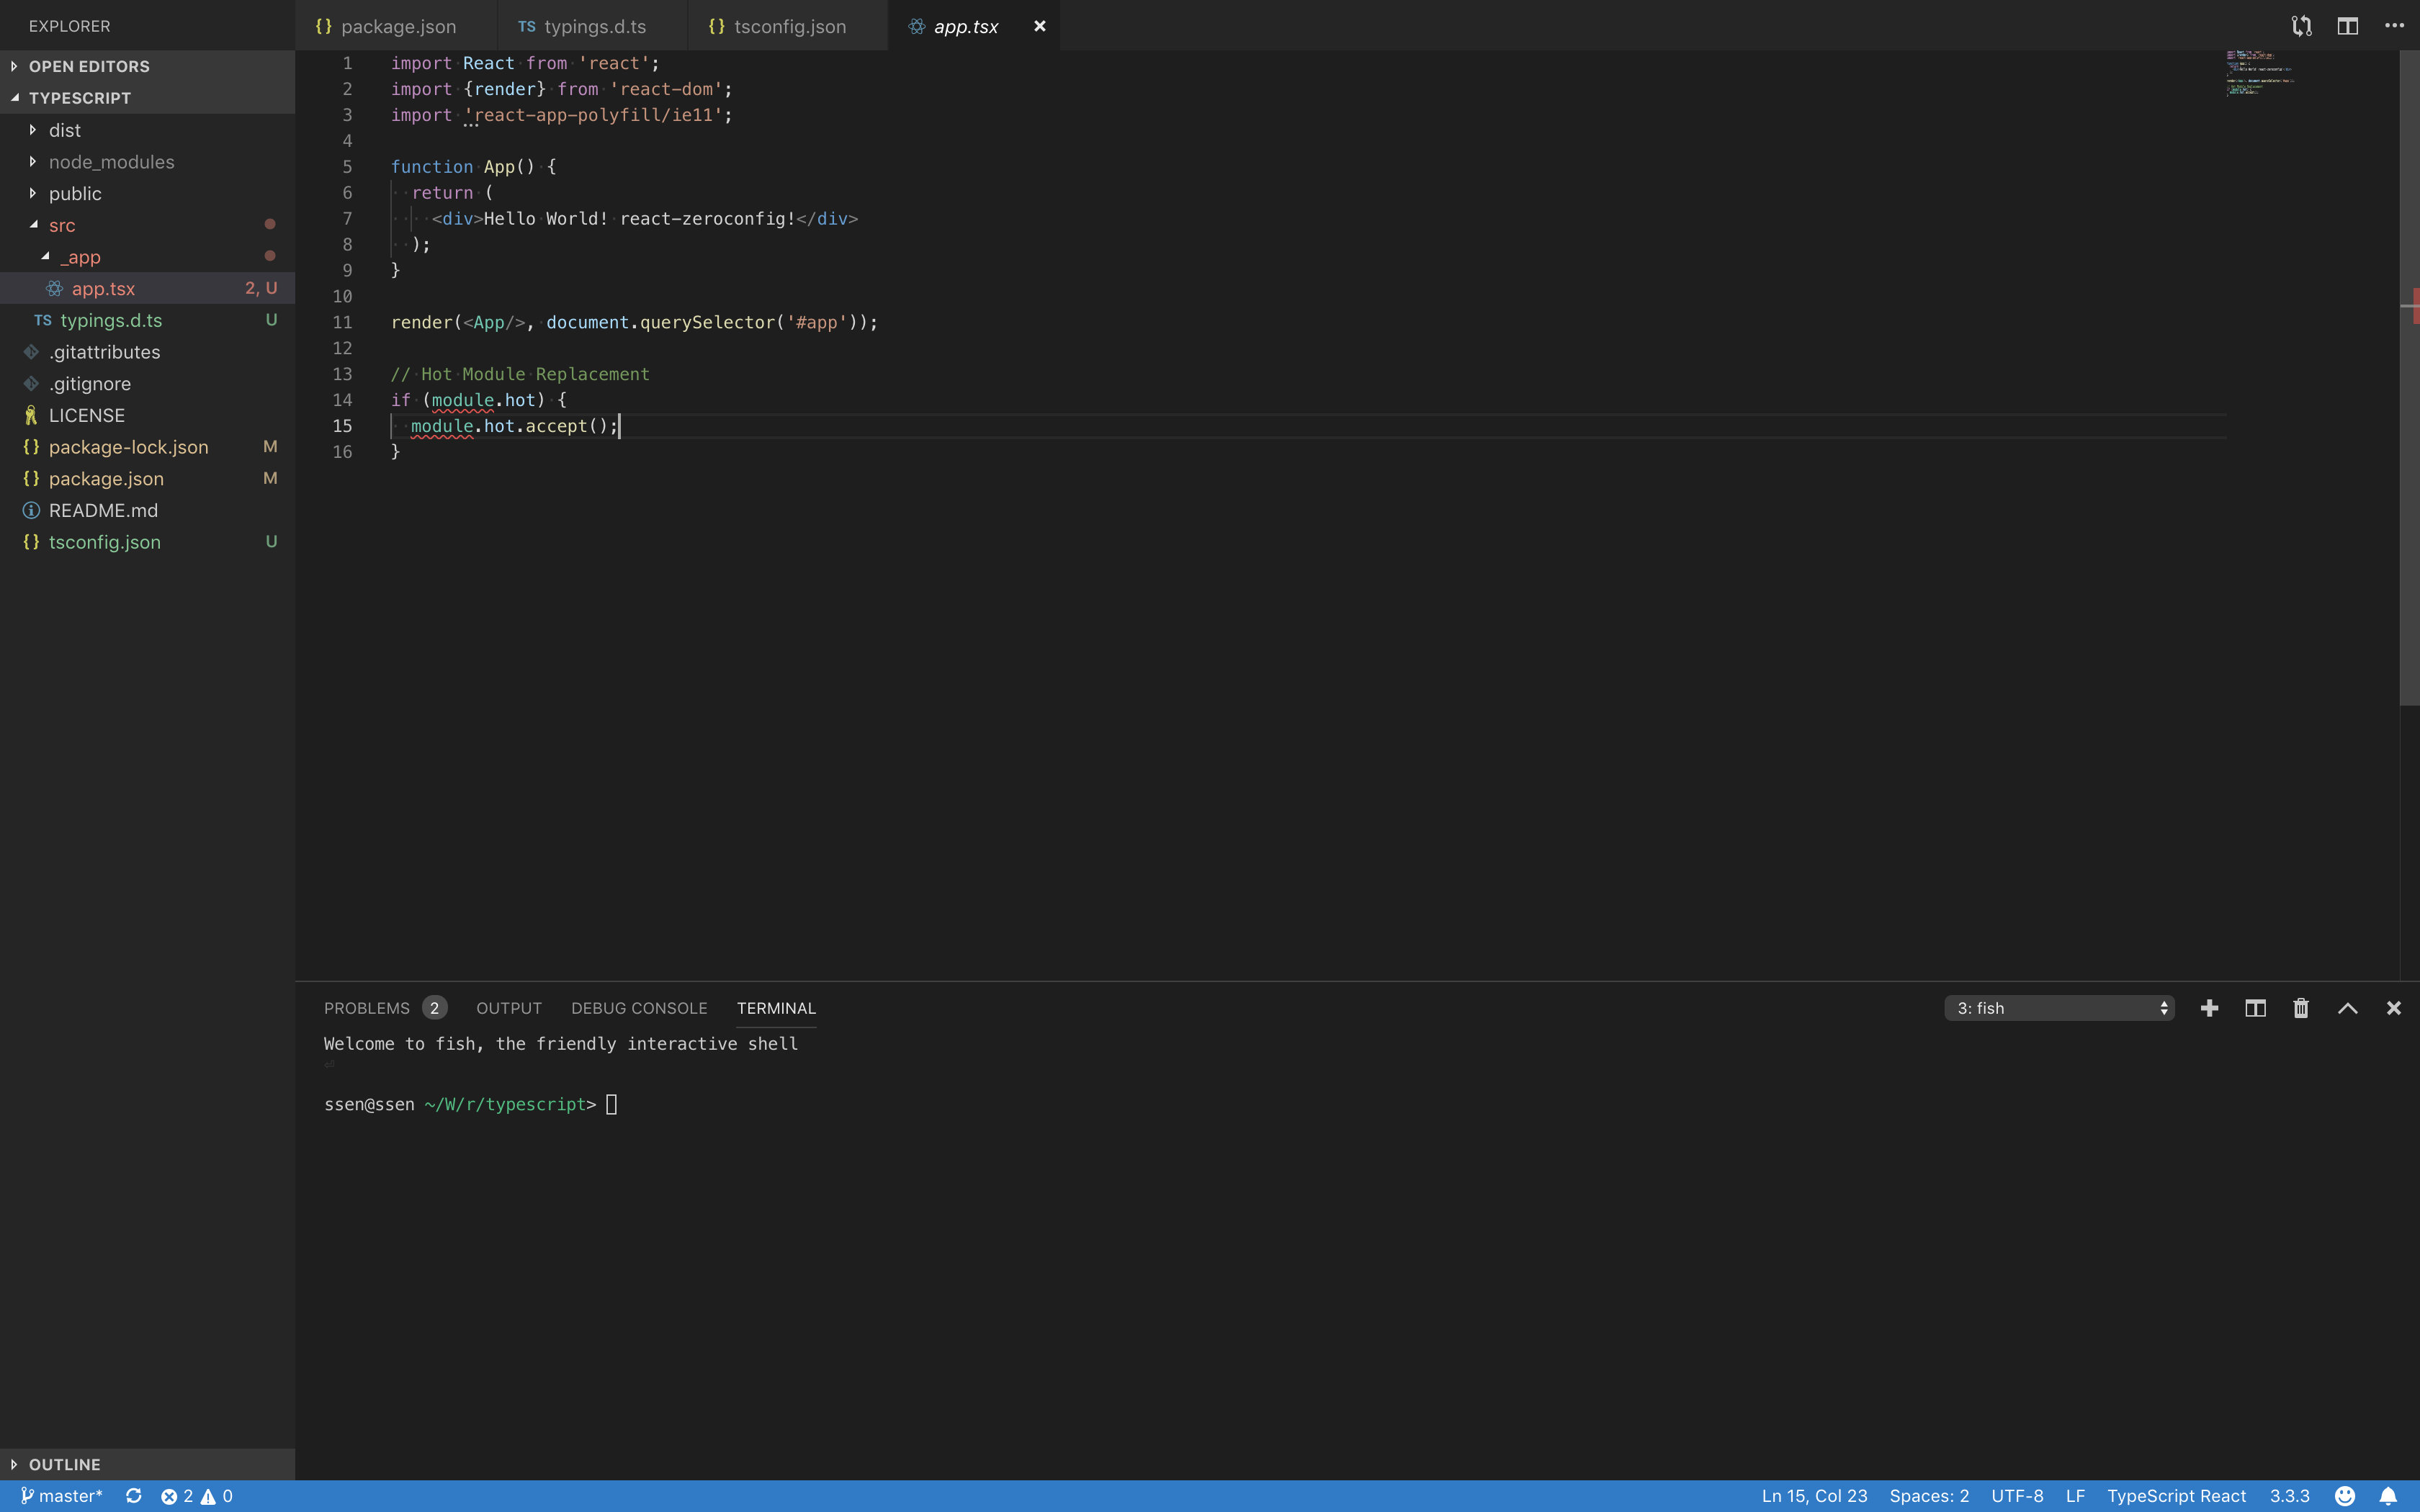 EXPLORER
OPEN EDITORS
TYPESCRIPT
dist
node_modules
public
src
_app
app.tsx 2, U
TS typings.d.ts U
.gitattributes
.gitignore
LICENSE
{} package-lock.json M
{} package.json M
README.md
{} tsconfig.json U
OUTLINE
{} package.json TS typings.d.ts {} tsconfig.json app.tsx
1 import React from 'react';
2 import {render} from 'react-dom';
3 import 'react-app-polyfill/ie11';
4
5 function App() {
6 return (
7 <div>Hello World! react-zeroconfig!</div>
8 );
9 }
10
11 render(<App/>, document.querySelector('#app'));
12
13 // Hot Module Replacement
14 if (module.hot) {
15 module.hot.accept();
16 }
PROBLEMS 2 OUTPUT DEBUG CONSOLE TERMINAL 3: fish
Welcome to fish, the friendly interactive shell
ssen@ssen ~/W/r/typescript>
master* 2 0 Ln 15, Col 23 Spaces: 2 UTF-8 LF TypeScript React 3.3.3